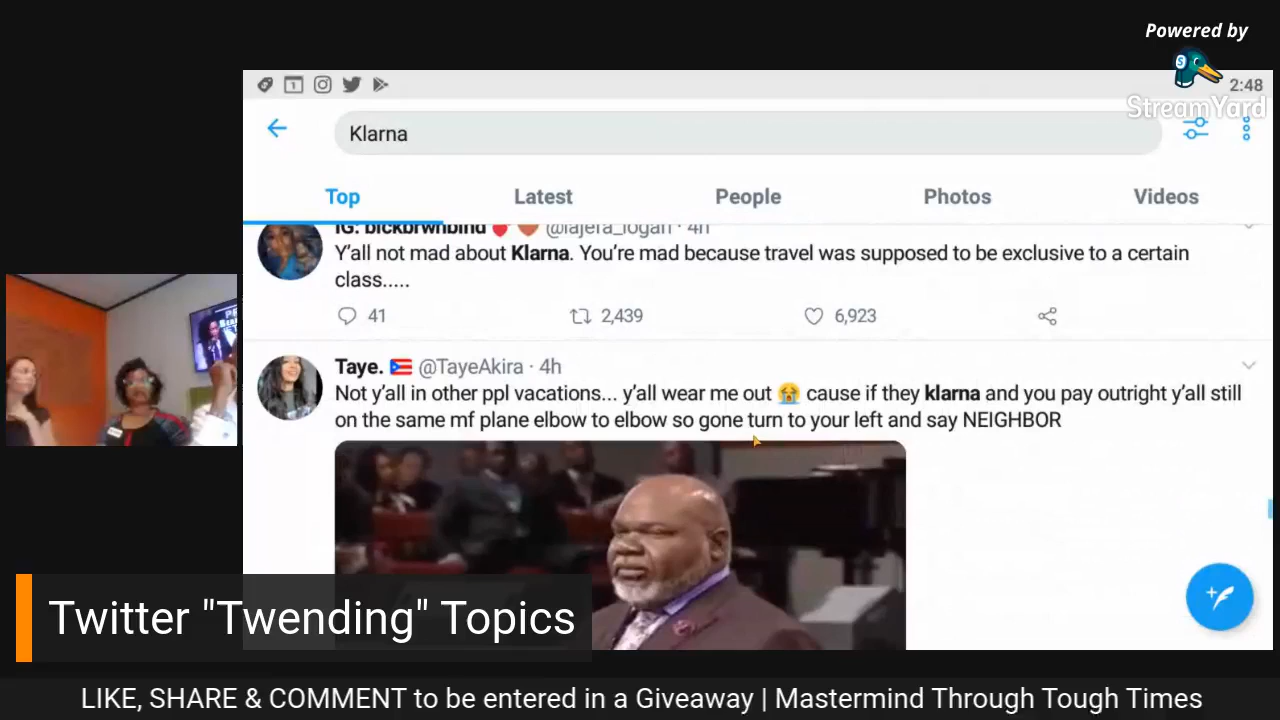 Powered by
StreamYard
2:48
Klarna
Top Latest People Photos Videos
IG: blckbrwnblnd @lajera_logan · 4h
Y'all not mad about Klarna. You're mad because travel was supposed to be exclusive to a certain
class.....
41 2,439 6,923
Taye. 🇵🇷 @TayeAkira · 4h
Not y'all in other ppl vacations... y'all wear me out 😭 cause if they klarna and you pay outright y'all still
on the same mf plane elbow to elbow so gone turn to your left and say NEIGHBOR
Twitter "Twending" Topics
LIKE, SHARE & COMMENT to be entered in a Giveaway | Mastermind Through Tough Times